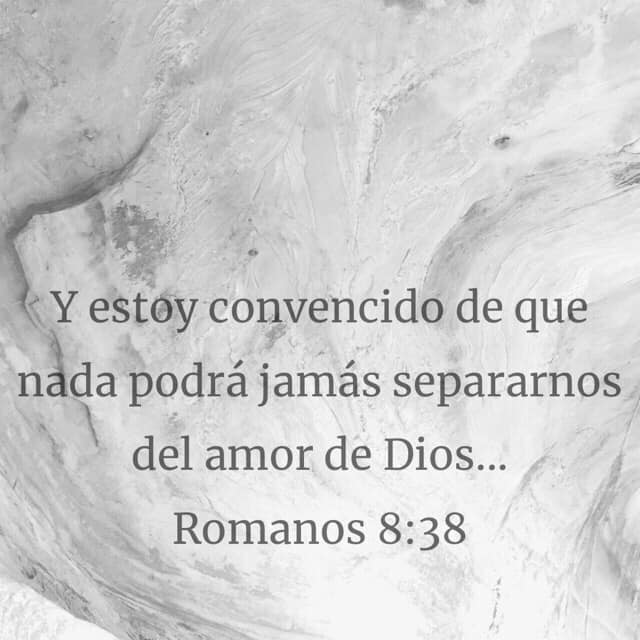 Y estoy convencido de que
nada podrá jamás separarnos
del amor de Dios...
Romanos 8:38